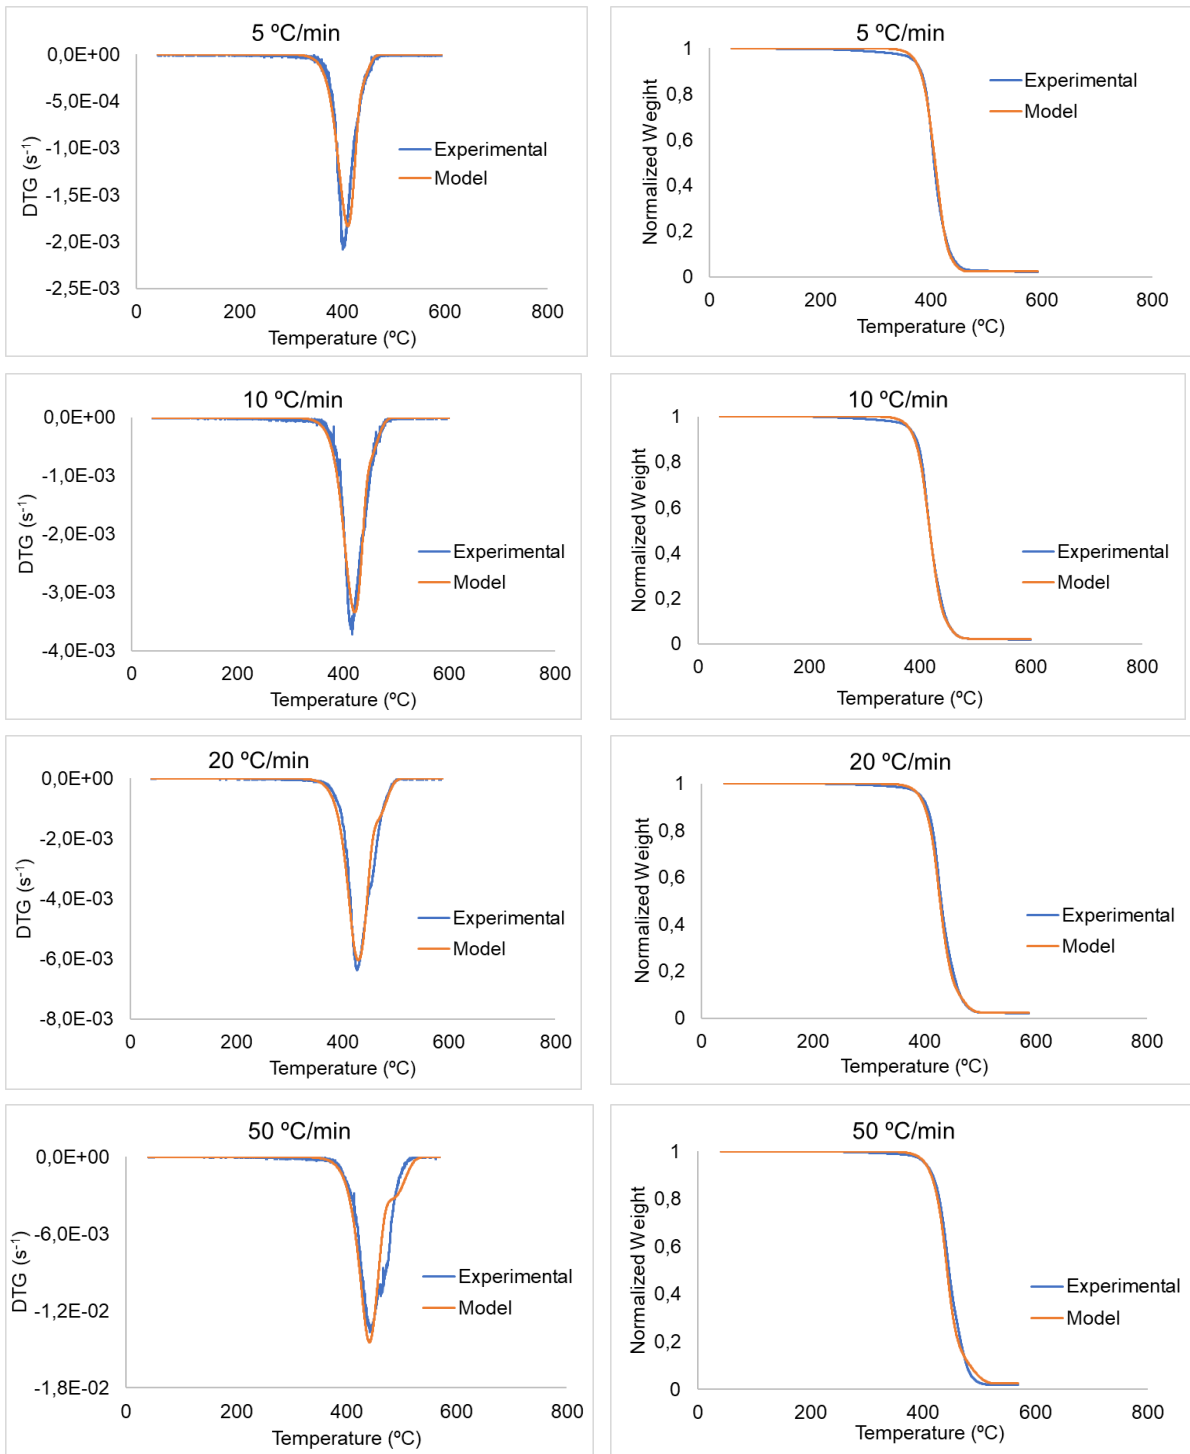 5 ºC/min
0,0E+00
-5,0E-04
-1,0E-03
-1,5E-03
-2,0E-03
-2,5E-03
DTG (s⁻¹)
Experimental
Model
0 200 400 600 800
Temperature (ºC)
5 ºC/min
1
0,8
0,6
0,4
0,2
0
Normalized Wegiht
Experimental
Model
0 200 400 600 800
Temperature (ºC)
10 ºC/min
0,0E+00
-1,0E-03
-2,0E-03
-3,0E-03
-4,0E-03
DTG (s⁻¹)
Experimental
Model
0 200 400 600 800
Temperature (ºC)
10 ºC/min
1
0,8
0,6
0,4
0,2
0
Normalized Weight
Experimental
Model
0 200 400 600 800
Temperature (ºC)
20 ºC/min
0,0E+00
-2,0E-03
-4,0E-03
-6,0E-03
-8,0E-03
DTG (s⁻¹)
Experimental
Model
0 200 400 600 800
Temperature (ºC)
20 ºC/min
1
0,8
0,6
0,4
0,2
0
Normalized Weight
Experimental
Model
0 200 400 600 800
Temperature (ºC)
50 ºC/min
0,0E+00
-6,0E-03
-1,2E-02
-1,8E-02
DTG (s⁻¹)
Experimental
Model
0 200 400 600 800
Temperature (ºC)
50 ºC/min
1
0,8
0,6
0,4
0,2
0
Normalized Weight
Experimental
Model
0 200 400 600 800
Temperature (ºC)